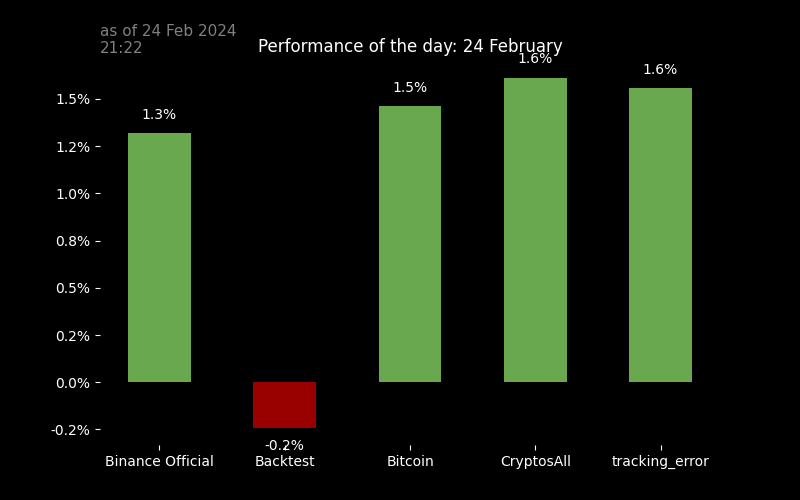 as of 24 Feb 2024
21:22
Performance of the day: 24 February
1.6%
1.6%
1.5%
1.3%
1.5%
1.2%
1.0%
0.8%
0.5%
0.2%
0.0%
-0.2%
-0.2%
Binance Official
Backtest
Bitcoin
CryptosAll
tracking_error